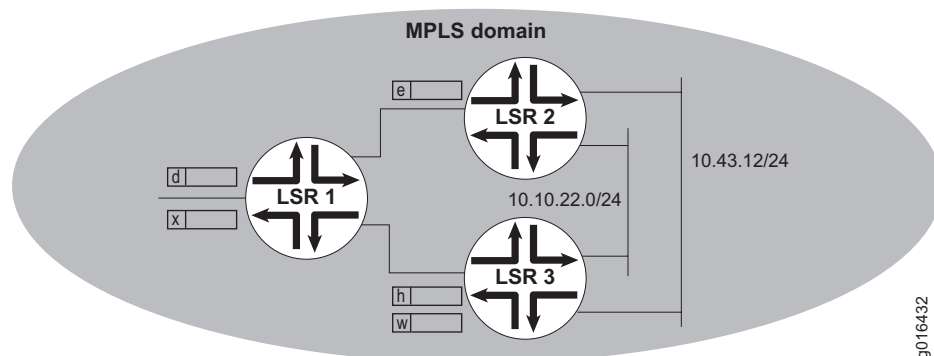 MPLS domain
e
LSR 2
d
LSR 1
x
10.43.12/24
10.10.22.0/24
LSR 3
h
w
g016432